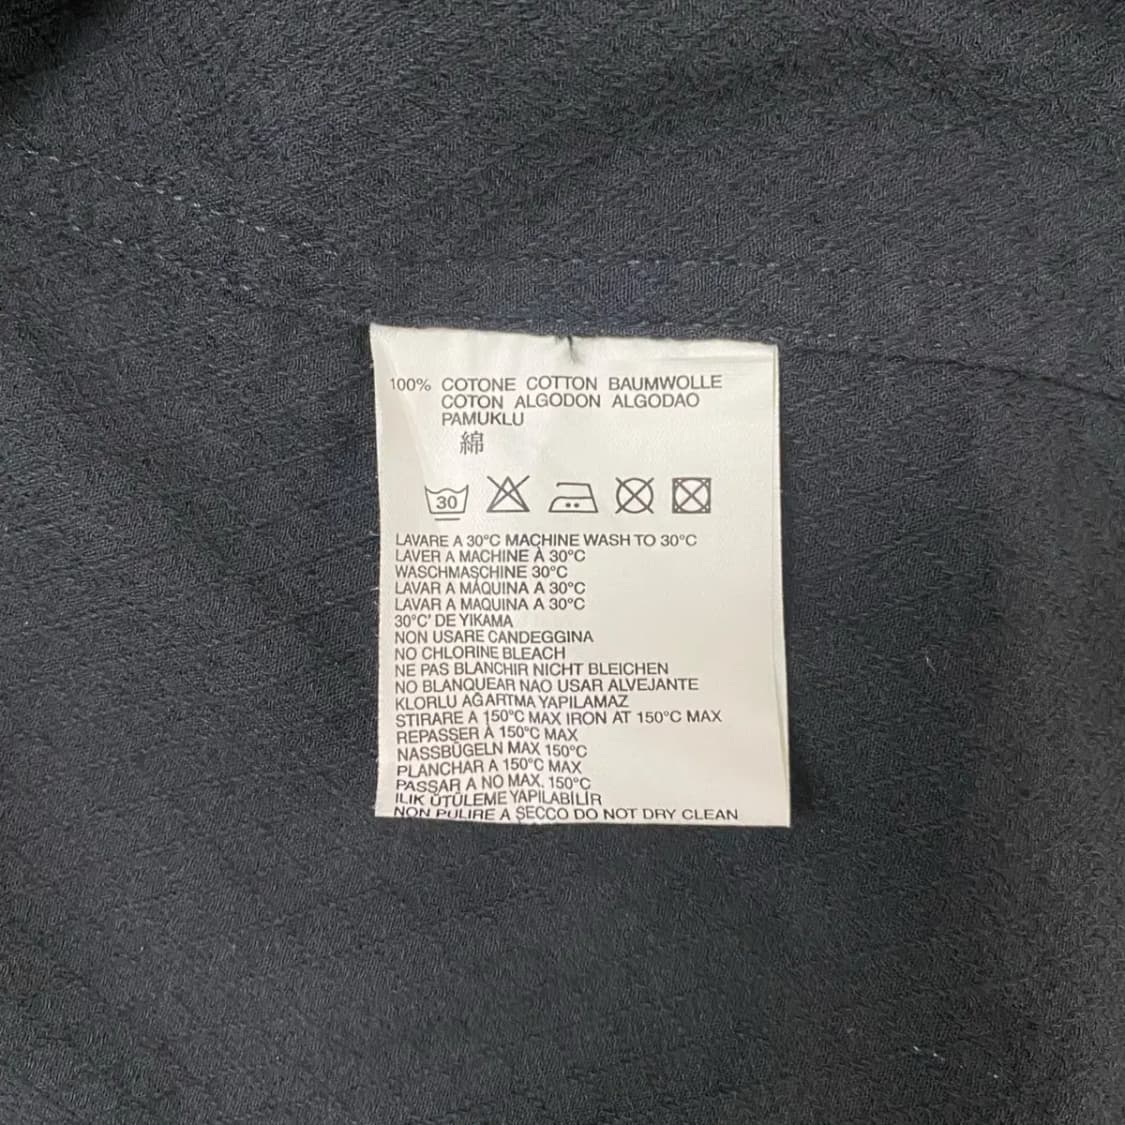 100% COTONE COTTON BAUMWOLLE
COTON ALGODON ALGODAO
PAMUKLU
綿
30
LAVARE A 30°C MACHINE WASH TO 30°C
LAVER A MACHINE À 30°C
WASCHMASCHINE 30°C
LAVAR A MÁQUINA A 30°C
LAVAR A MAQUINA A 30°C
30°C' DE YIKAMA
NON USARE CANDEGGINA
NO CHLORINE BLEACH
NE PAS BLANCHIR NICHT BLEICHEN
NO BLANQUEAR NAO USAR ALVEJANTE
KLORLU AĞARTMA YAPILAMAZ
STIRARE A 150°C MAX IRON AT 150°C MAX
REPASSER À 150°C MAX
NASSBÜGELN MAX 150°C
PLANCHAR A 150°C MAX
PASSAR A NO MAX. 150°C
ILIK ÜTÜLEME YAPILABİLİR
NON PULIRE A SECCO DO NOT DRY CLEAN